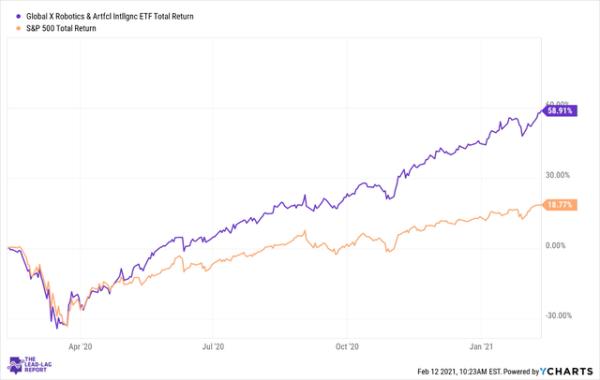 Global X Robotics & Artfcl Intllgnc ETF Total Return
S&P 500 Total Return
60.00%
58.91%
30.00%
18.77%
0.00%
-30.00%
Apr '20
Jul '20
Oct '20
Jan '21
THE
LEAD-LAG
REPORT
Feb 12 2021, 10:23AM EST. Powered by YCHARTS